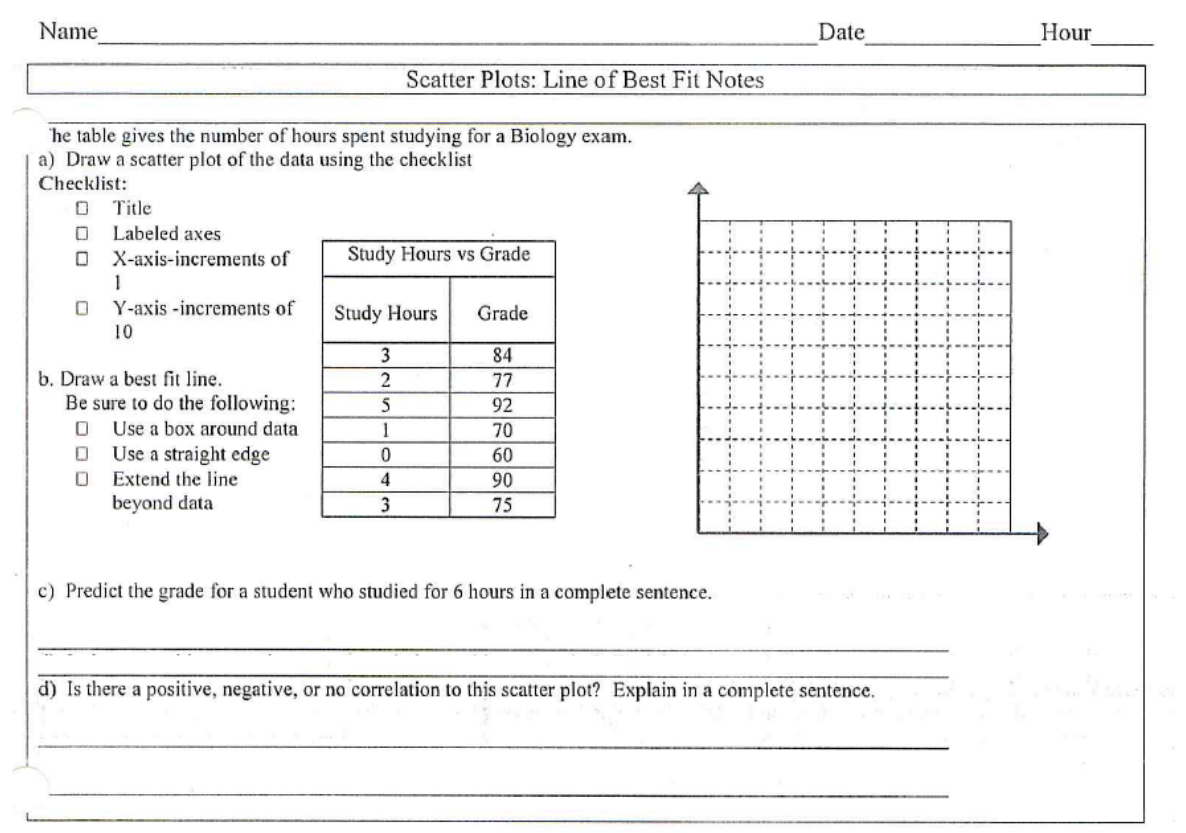 Name Date Hour
Scatter Plots: Line of Best Fit Notes
he table gives the number of hours spent studying for a Biology exam.
a) Draw a scatter plot of the data using the checklist
Checklist:
Title
Labeled axes
X-axis-increments of
1
Y-axis -increments of
10
b. Draw a best fit line.
Be sure to do the following:
Use a box around data
Use a straight edge
Extend the line
beyond data
Study Hours vs Grade
Study Hours Grade
3 84
2 77
5 92
1 70
0 60
4 90
3 75
c) Predict the grade for a student who studied for 6 hours in a complete sentence.
d) Is there a positive, negative, or no correlation to this scatter plot? Explain in a complete sentence.